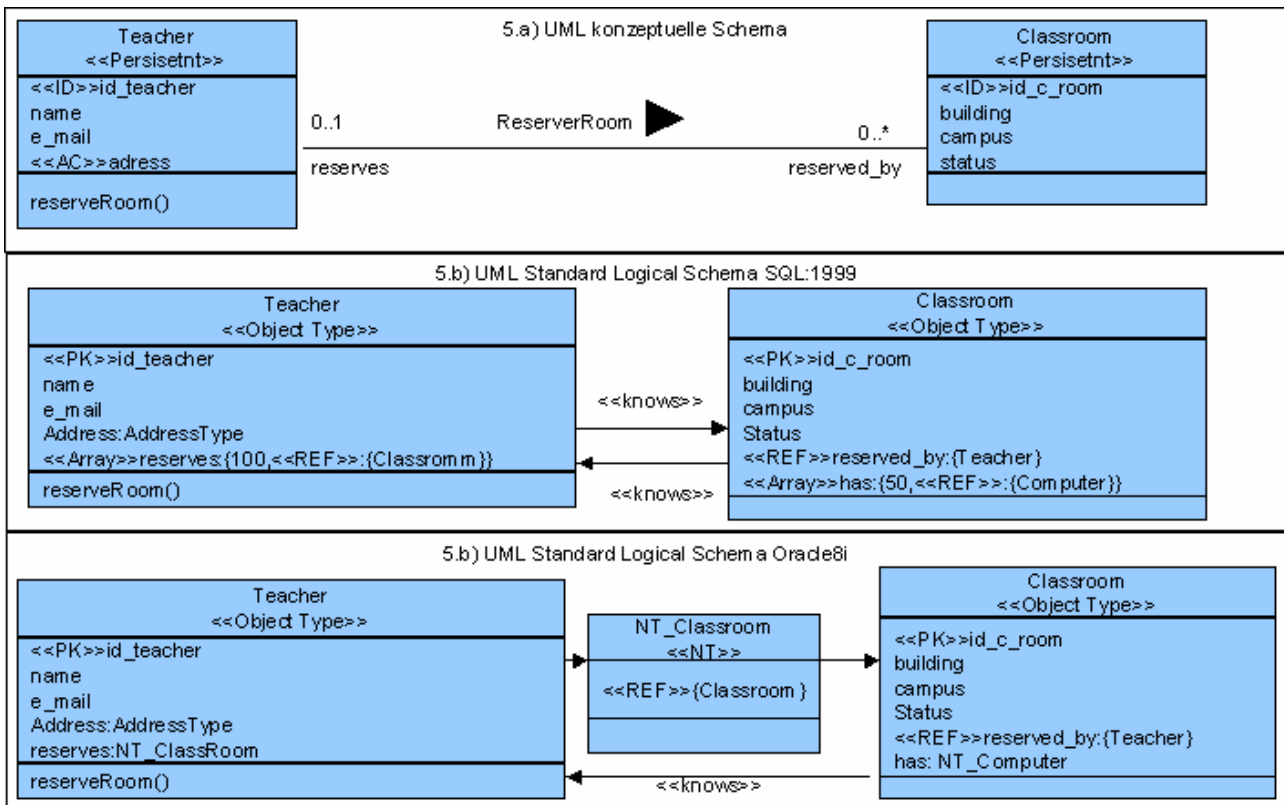 5.a) UML konzeptuelle Schema
Teacher
<<Persisetnt>>
<<ID>>id_teacher
name
e_mail
<<AC>>adress
reserveRoom()
0..1
reserves
ReserverRoom
0..*
reserved_by
Classroom
<<Persisetnt>>
<<ID>>id_c_room
building
campus
status
5.b) UML Standard Logical Schema SQL:1999
Teacher
<<Object Type>>
<<PK>>id_teacher
name
e_mail
Address:AddressType
<<Array>>reserves:{100,<<REF>>:{Classromm}}
reserveRoom()
<<knows>>
<<knows>>
Classroom
<<Object Type>>
<<PK>>id_c_room
building
campus
Status
<<REF>>reserved_by:{Teacher}
<<Array>>has:{50,<<REF>>:{Computer}}
5.b) UML Standard Logical Schema Oracle8i
Teacher
<<Object Type>>
<<PK>>id_teacher
name
e_mail
Address:AddressType
reserves:NT_ClassRoom
reserveRoom()
NT_Classroom
<<NT>>
<<REF>>{Classroom}
<<knows>>
Classroom
<<Object Type>>
<<PK>>id_c_room
building
campus
Status
<<REF>>reserved_by:{Teacher}
has: NT_Computer